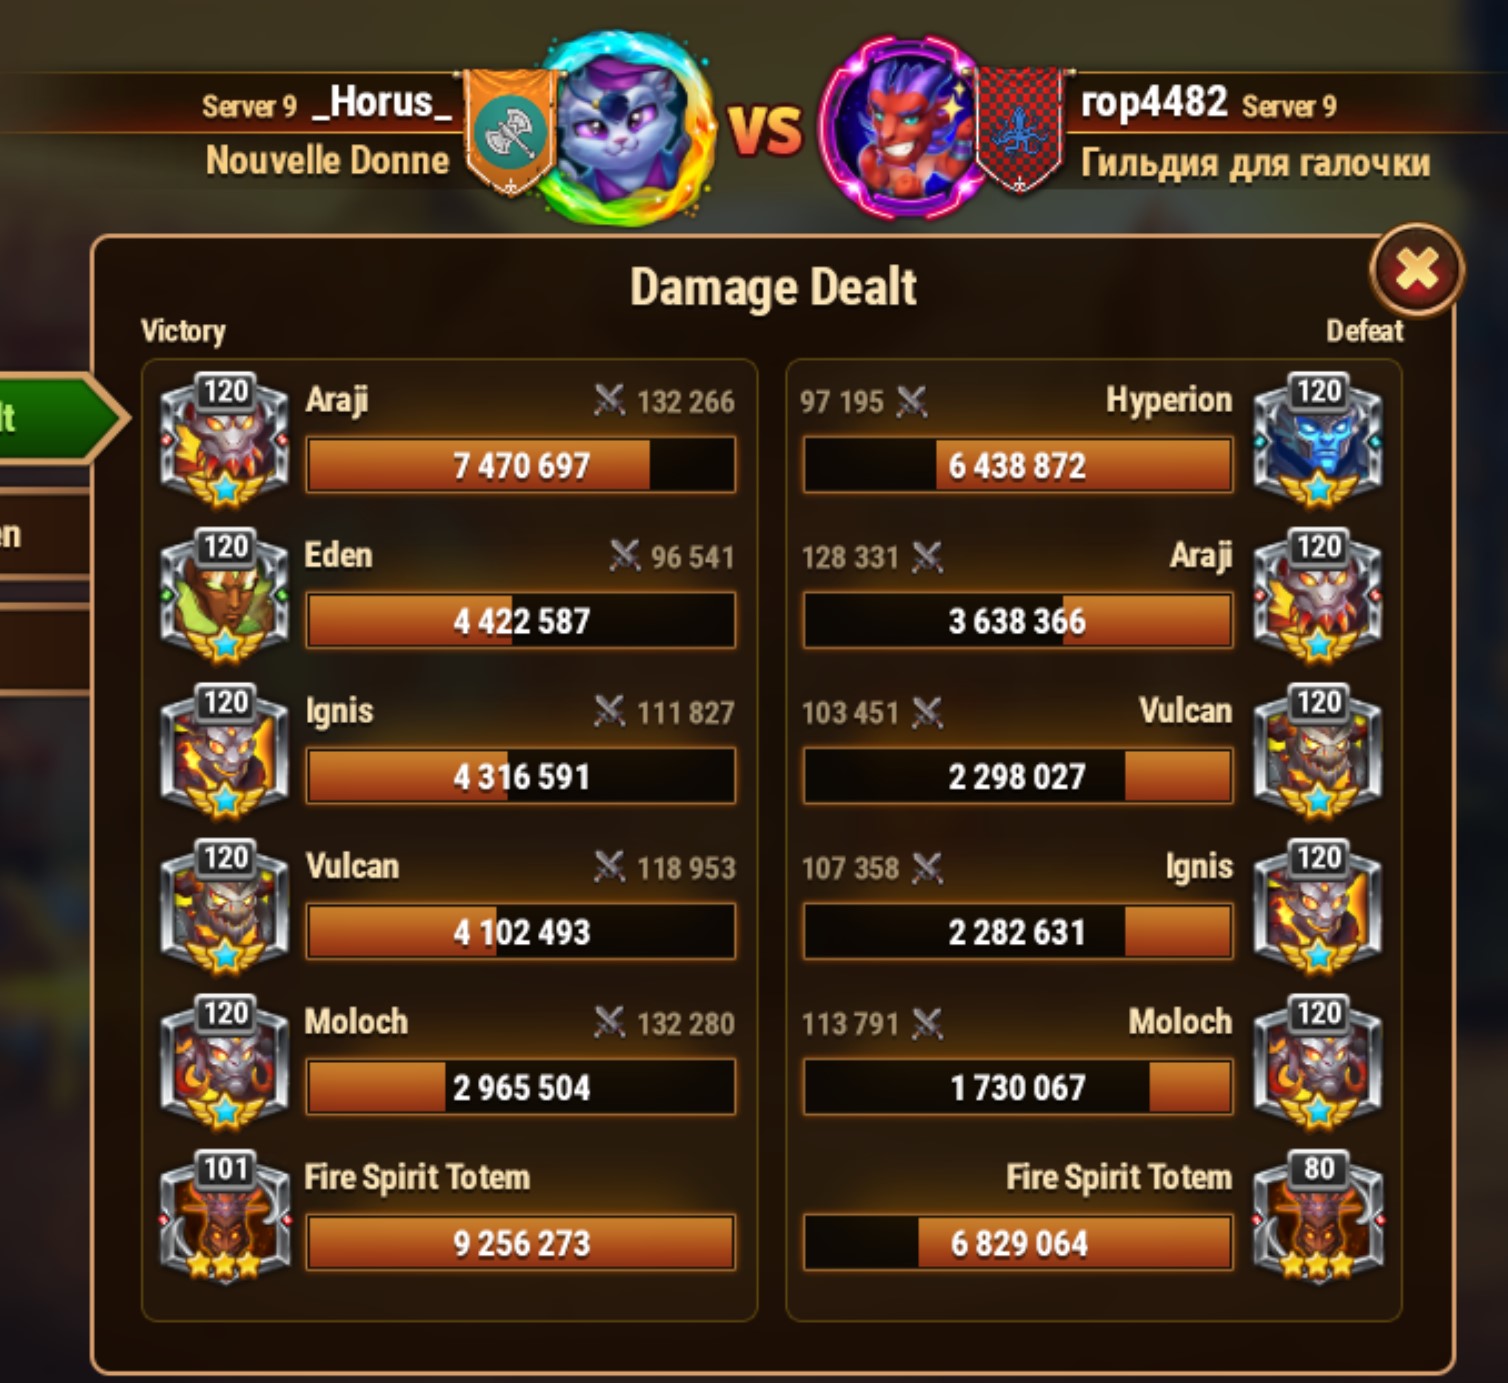 Server 9 _Horus_ VS rop4482 Server 9
Nouvelle Donne Гильдия для галочки
Damage Dealt
Victory Defeat
lt
en
120 Araji 132 266 97 195 Hyperion 120
7 470 697 6 438 872
120 Eden 96 541 128 331 Araji 120
4 422 587 3 638 366
120 Ignis 111 827 103 451 Vulcan 120
4 316 591 2 298 027
120 Vulcan 118 953 107 358 Ignis 120
4 102 493 2 282 631
120 Moloch 132 280 113 791 Moloch 120
2 965 504 1 730 067
101 Fire Spirit Totem Fire Spirit Totem 80
9 256 273 6 829 064